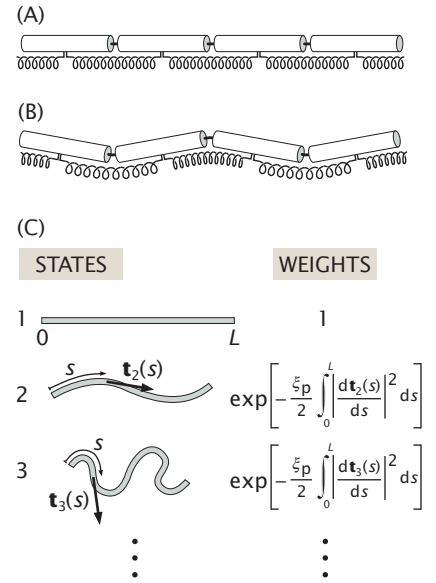 (A)
(B)
(C)
STATES WEIGHTS
1 0 L 1
2 s t₂(s) exp[-ξp/2 ∫₀ᴸ |dt₂(s)/ds|² ds]
3 s t₃(s) exp[-ξp/2 ∫₀ᴸ |dt₃(s)/ds|² ds]